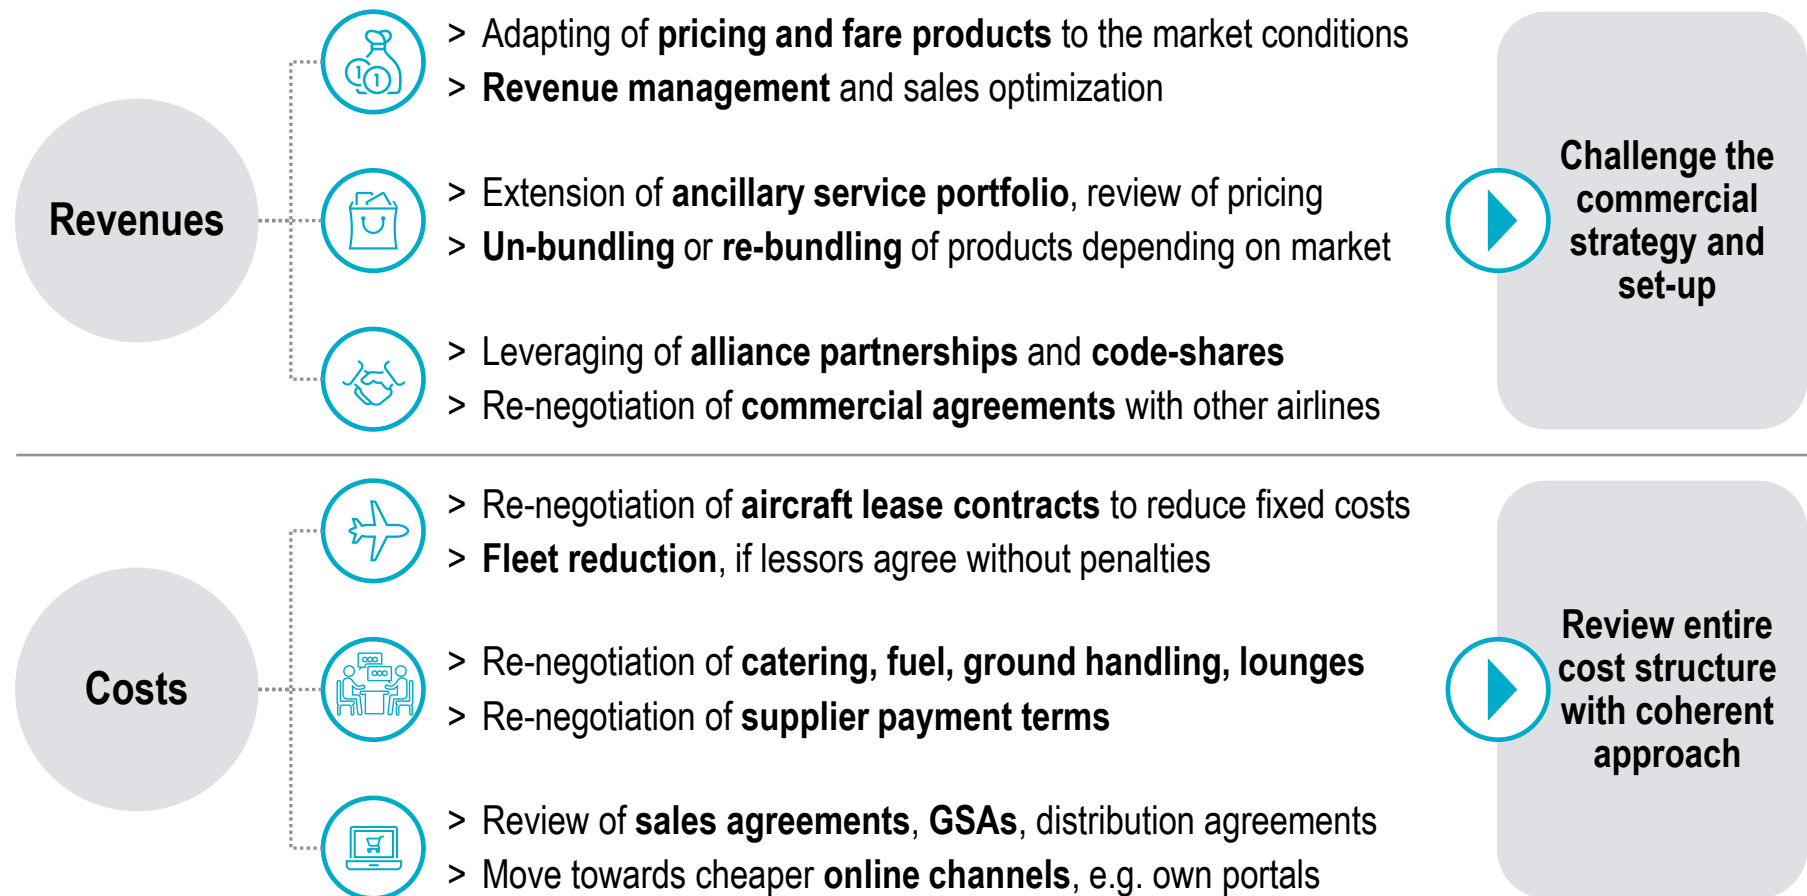 Revenues
> Adapting of pricing and fare products to the market conditions
> Revenue management and sales optimization
> Extension of ancillary service portfolio, review of pricing
> Un-bundling or re-bundling of products depending on market
> Leveraging of alliance partnerships and code-shares
> Re-negotiation of commercial agreements with other airlines
Challenge the
commercial
strategy and
set-up
Costs
> Re-negotiation of aircraft lease contracts to reduce fixed costs
> Fleet reduction, if lessors agree without penalties
> Re-negotiation of catering, fuel, ground handling, lounges
> Re-negotiation of supplier payment terms
> Review of sales agreements, GSAs, distribution agreements
> Move towards cheaper online channels, e.g. own portals
Review entire
cost structure
with coherent
approach
1
1